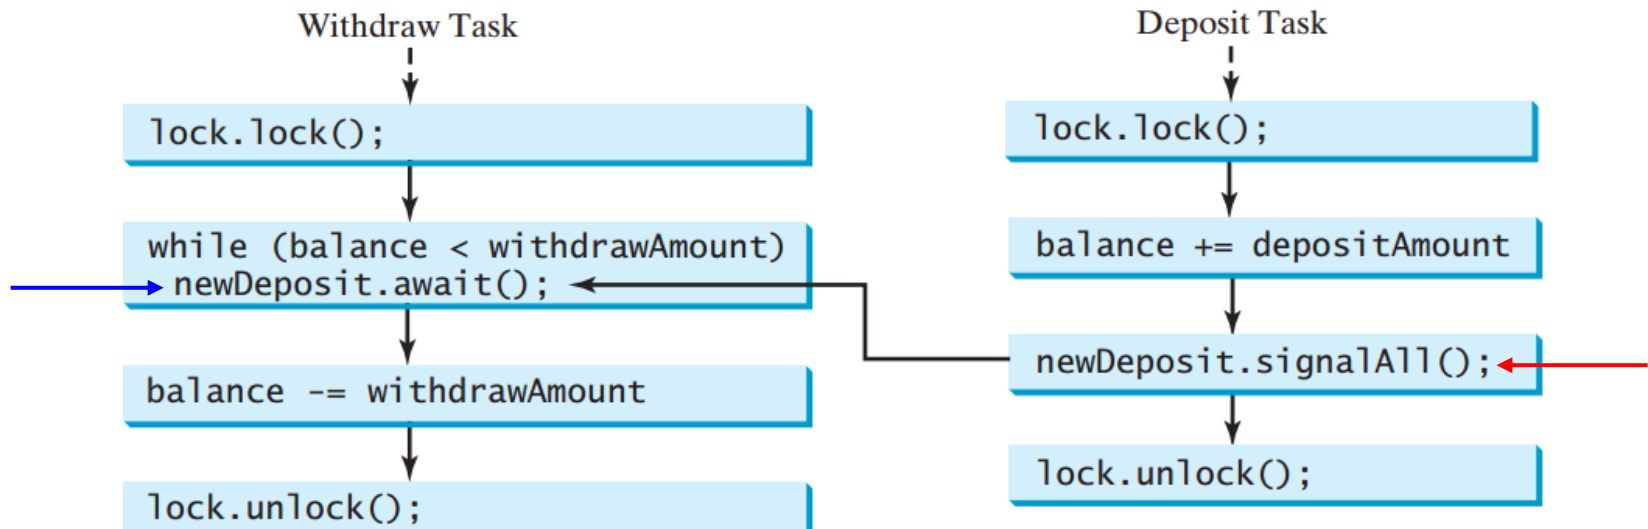 Withdraw Task
lock.lock();
while (balance < withdrawAmount)
newDeposit.await();
balance -= withdrawAmount
lock.unlock();
Deposit Task
lock.lock();
balance += depositAmount
newDeposit.signalAll();
lock.unlock();